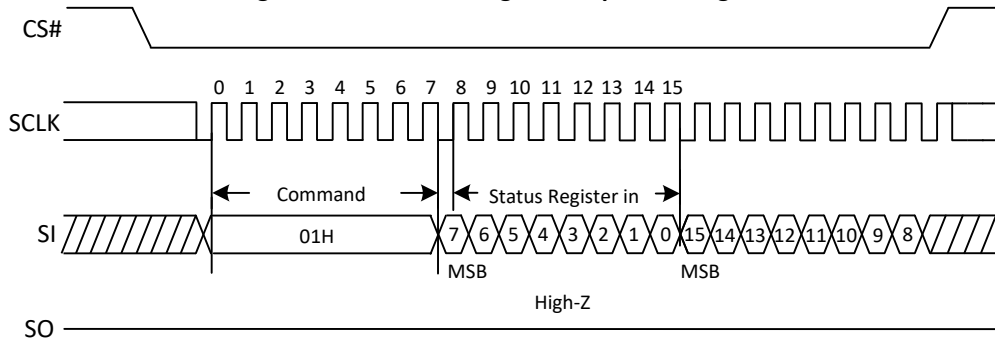 CS#
0 1 2 3 4 5 6 7 8 9 10 11 12 13 14 15
SCLK
Command
Status Register in
SI
01H
7 6 5 4 3 2 1 0 15 14 13 12 11 10 9 8
MSB
MSB
High-Z
SO